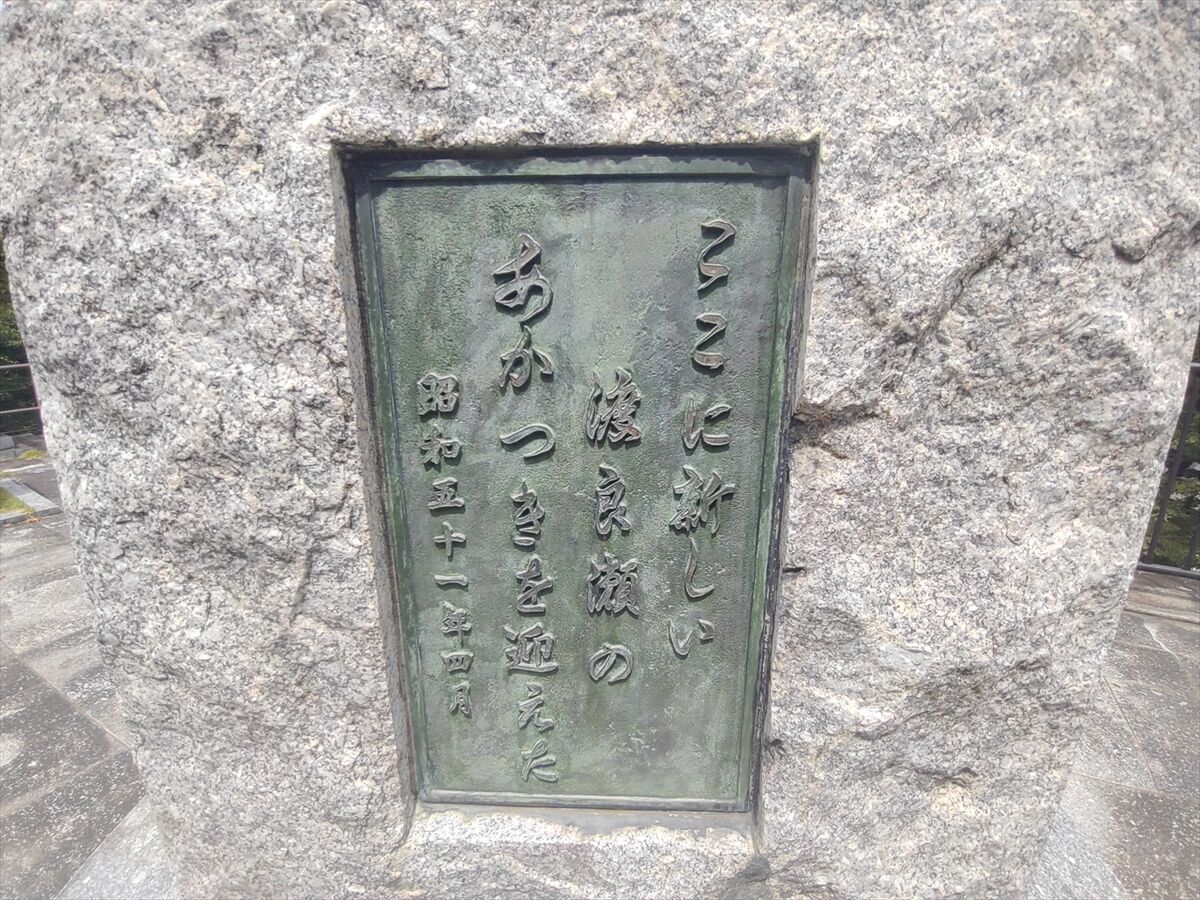 ここに新しい
渡良瀬の
あかつきを迎えた
昭和五十一年四月